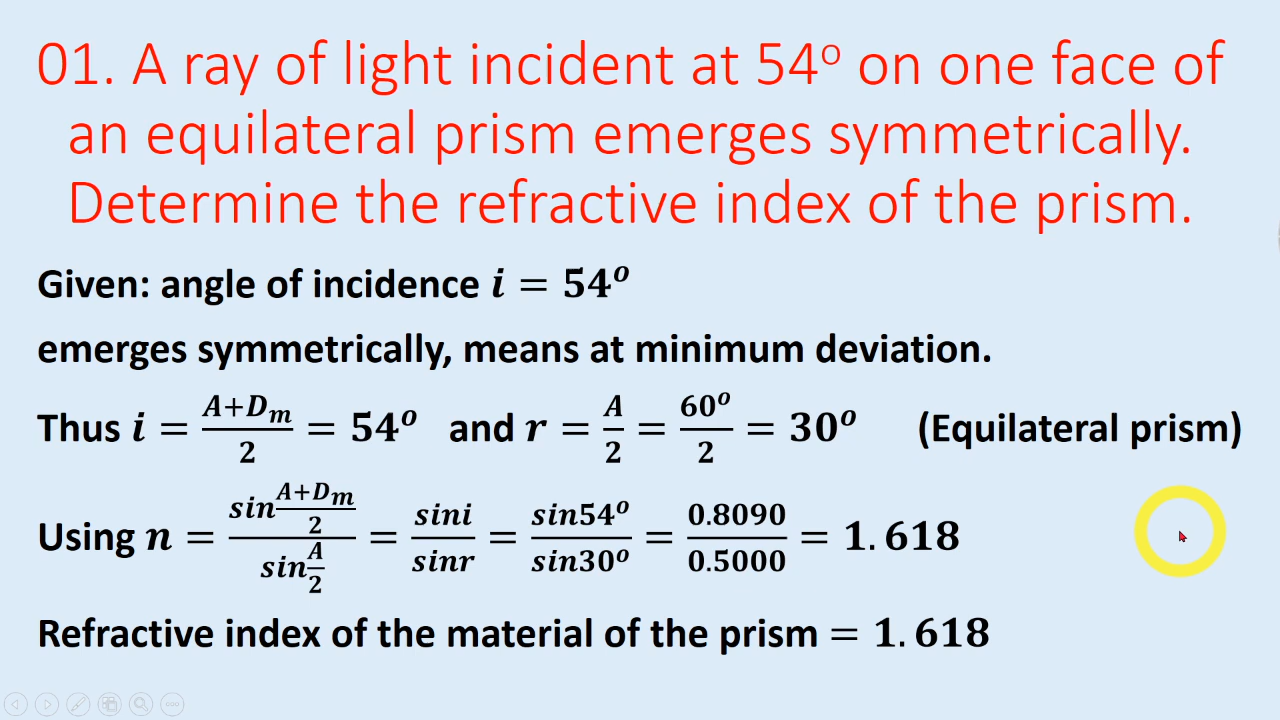 01. A ray of light incident at 54° on one face of
an equilateral prism emerges symmetrically.
Determine the refractive index of the prism.
Given: angle of incidence i = 54°
emerges symmetrically, means at minimum deviation.
Thus i = (A+Dₘ)/2 = 54° and r = A/2 = 60°/2 = 30° (Equilateral prism)
Using n = sin((A+Dₘ)/2)/sin(A/2) = sini/sinr = sin54°/sin30° = 0.8090/0.5000 = 1.618
Refractive index of the material of the prism = 1.618